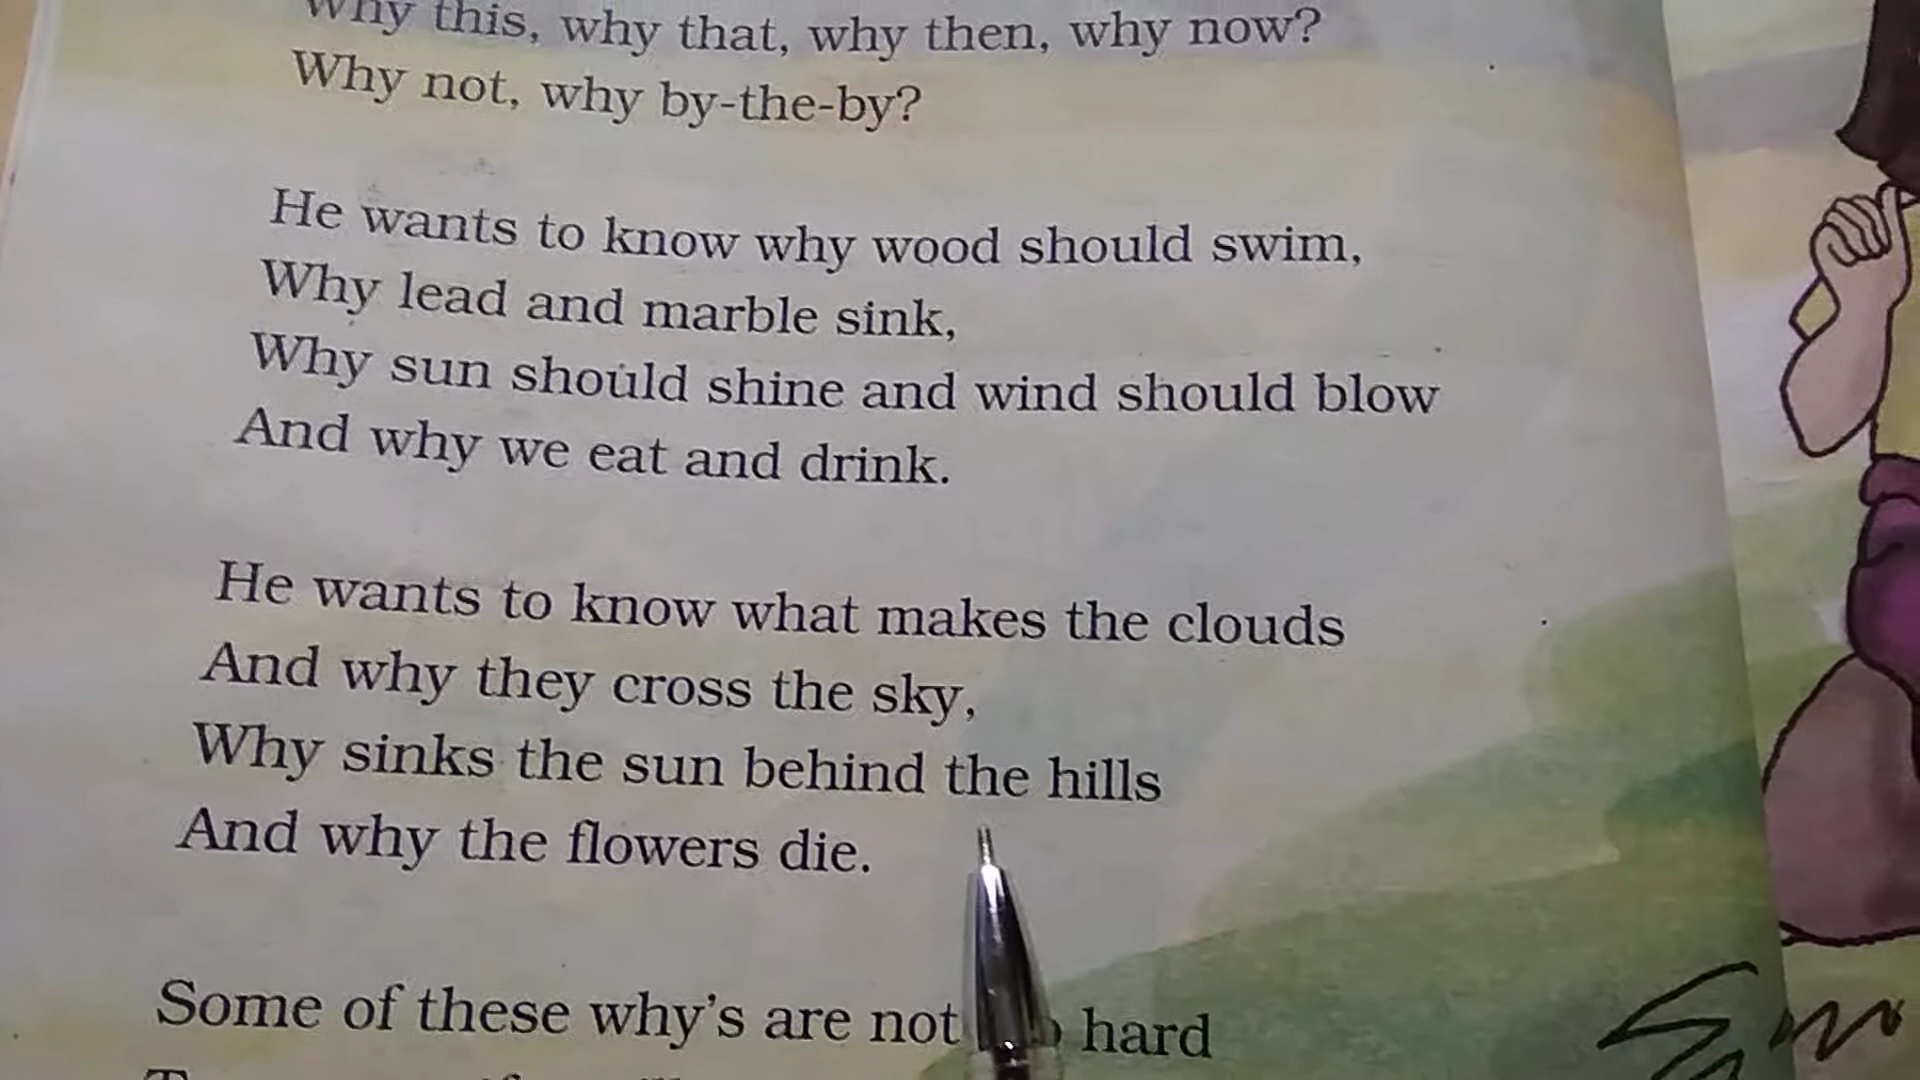 Why this, why that, why then, why now?
Why not, why by-the-by?
He wants to know why wood should swim,
Why lead and marble sink,
Why sun should shine and wind should blow
And why we eat and drink.
He wants to know what makes the clouds
And why they cross the sky,
Why sinks the sun behind the hills
And why the flowers die.
Some of these why's are not hard